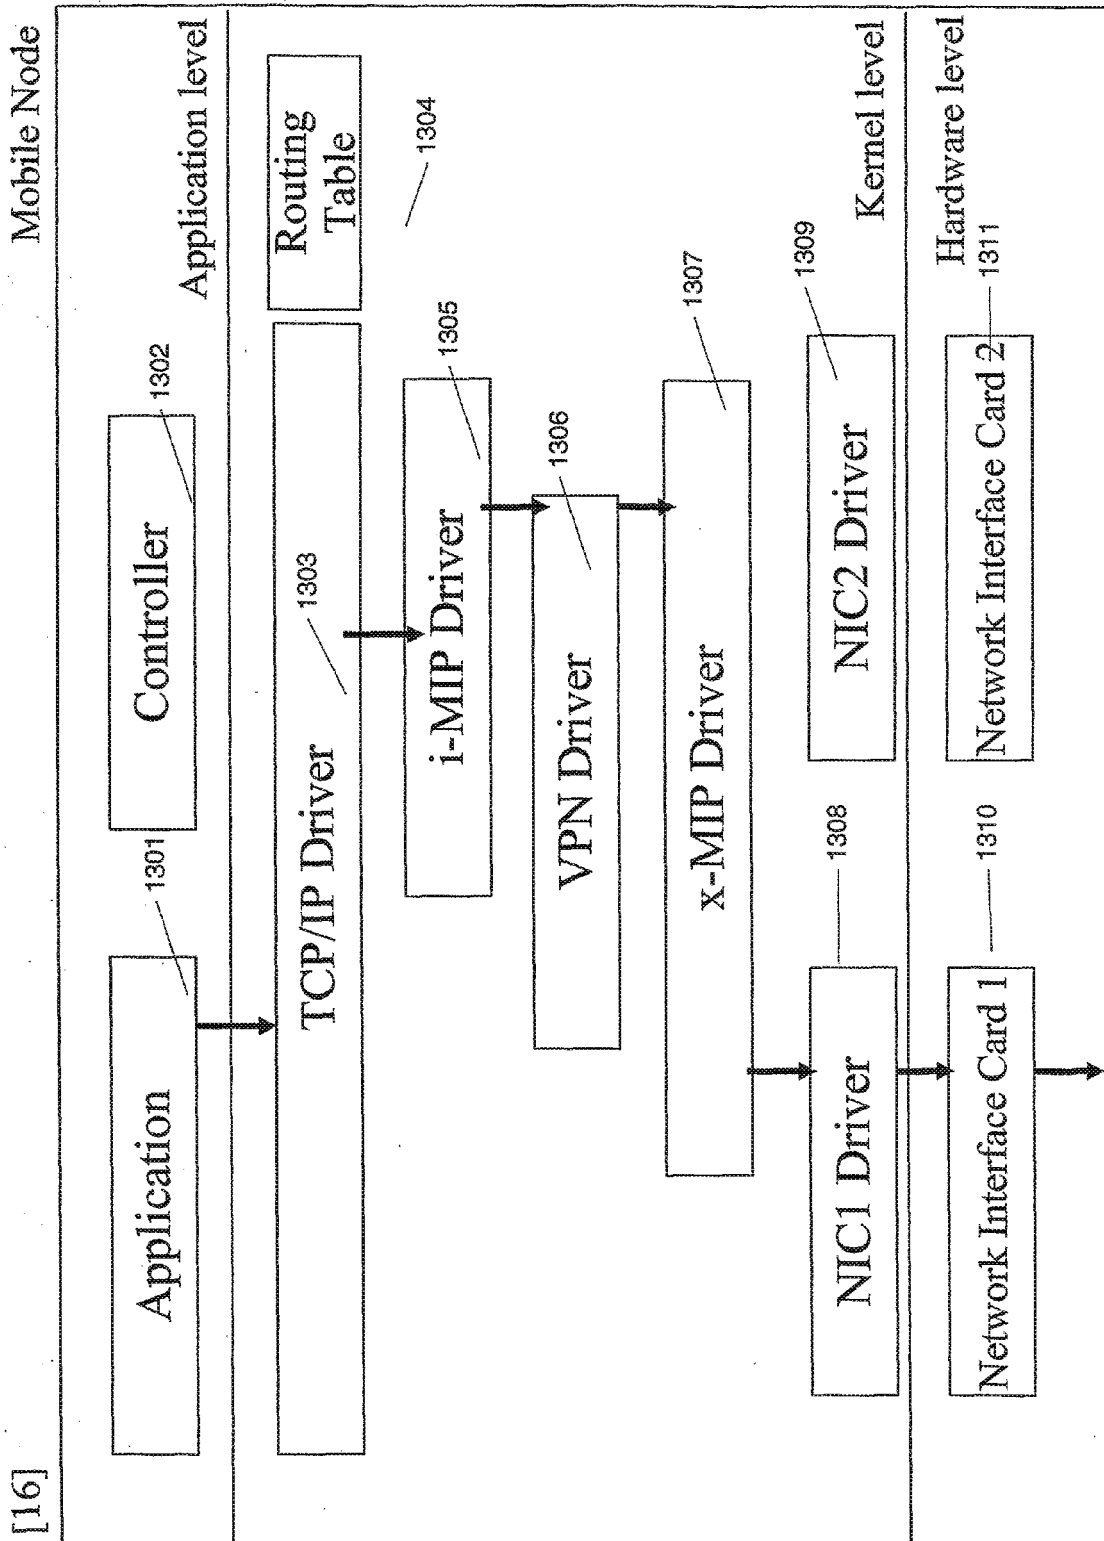 [16]
Mobile Node
Application level
Application
1301
Controller
1302
TCP/IP Driver
1303
Routing
Table
1304
i-MIP Driver
1305
VPN Driver
1306
x-MIP Driver
1307
NIC1 Driver
1308
NIC2 Driver
1309
Kernel level
Hardware level
Network Interface Card 1
1310
Network Interface Card 2
1311